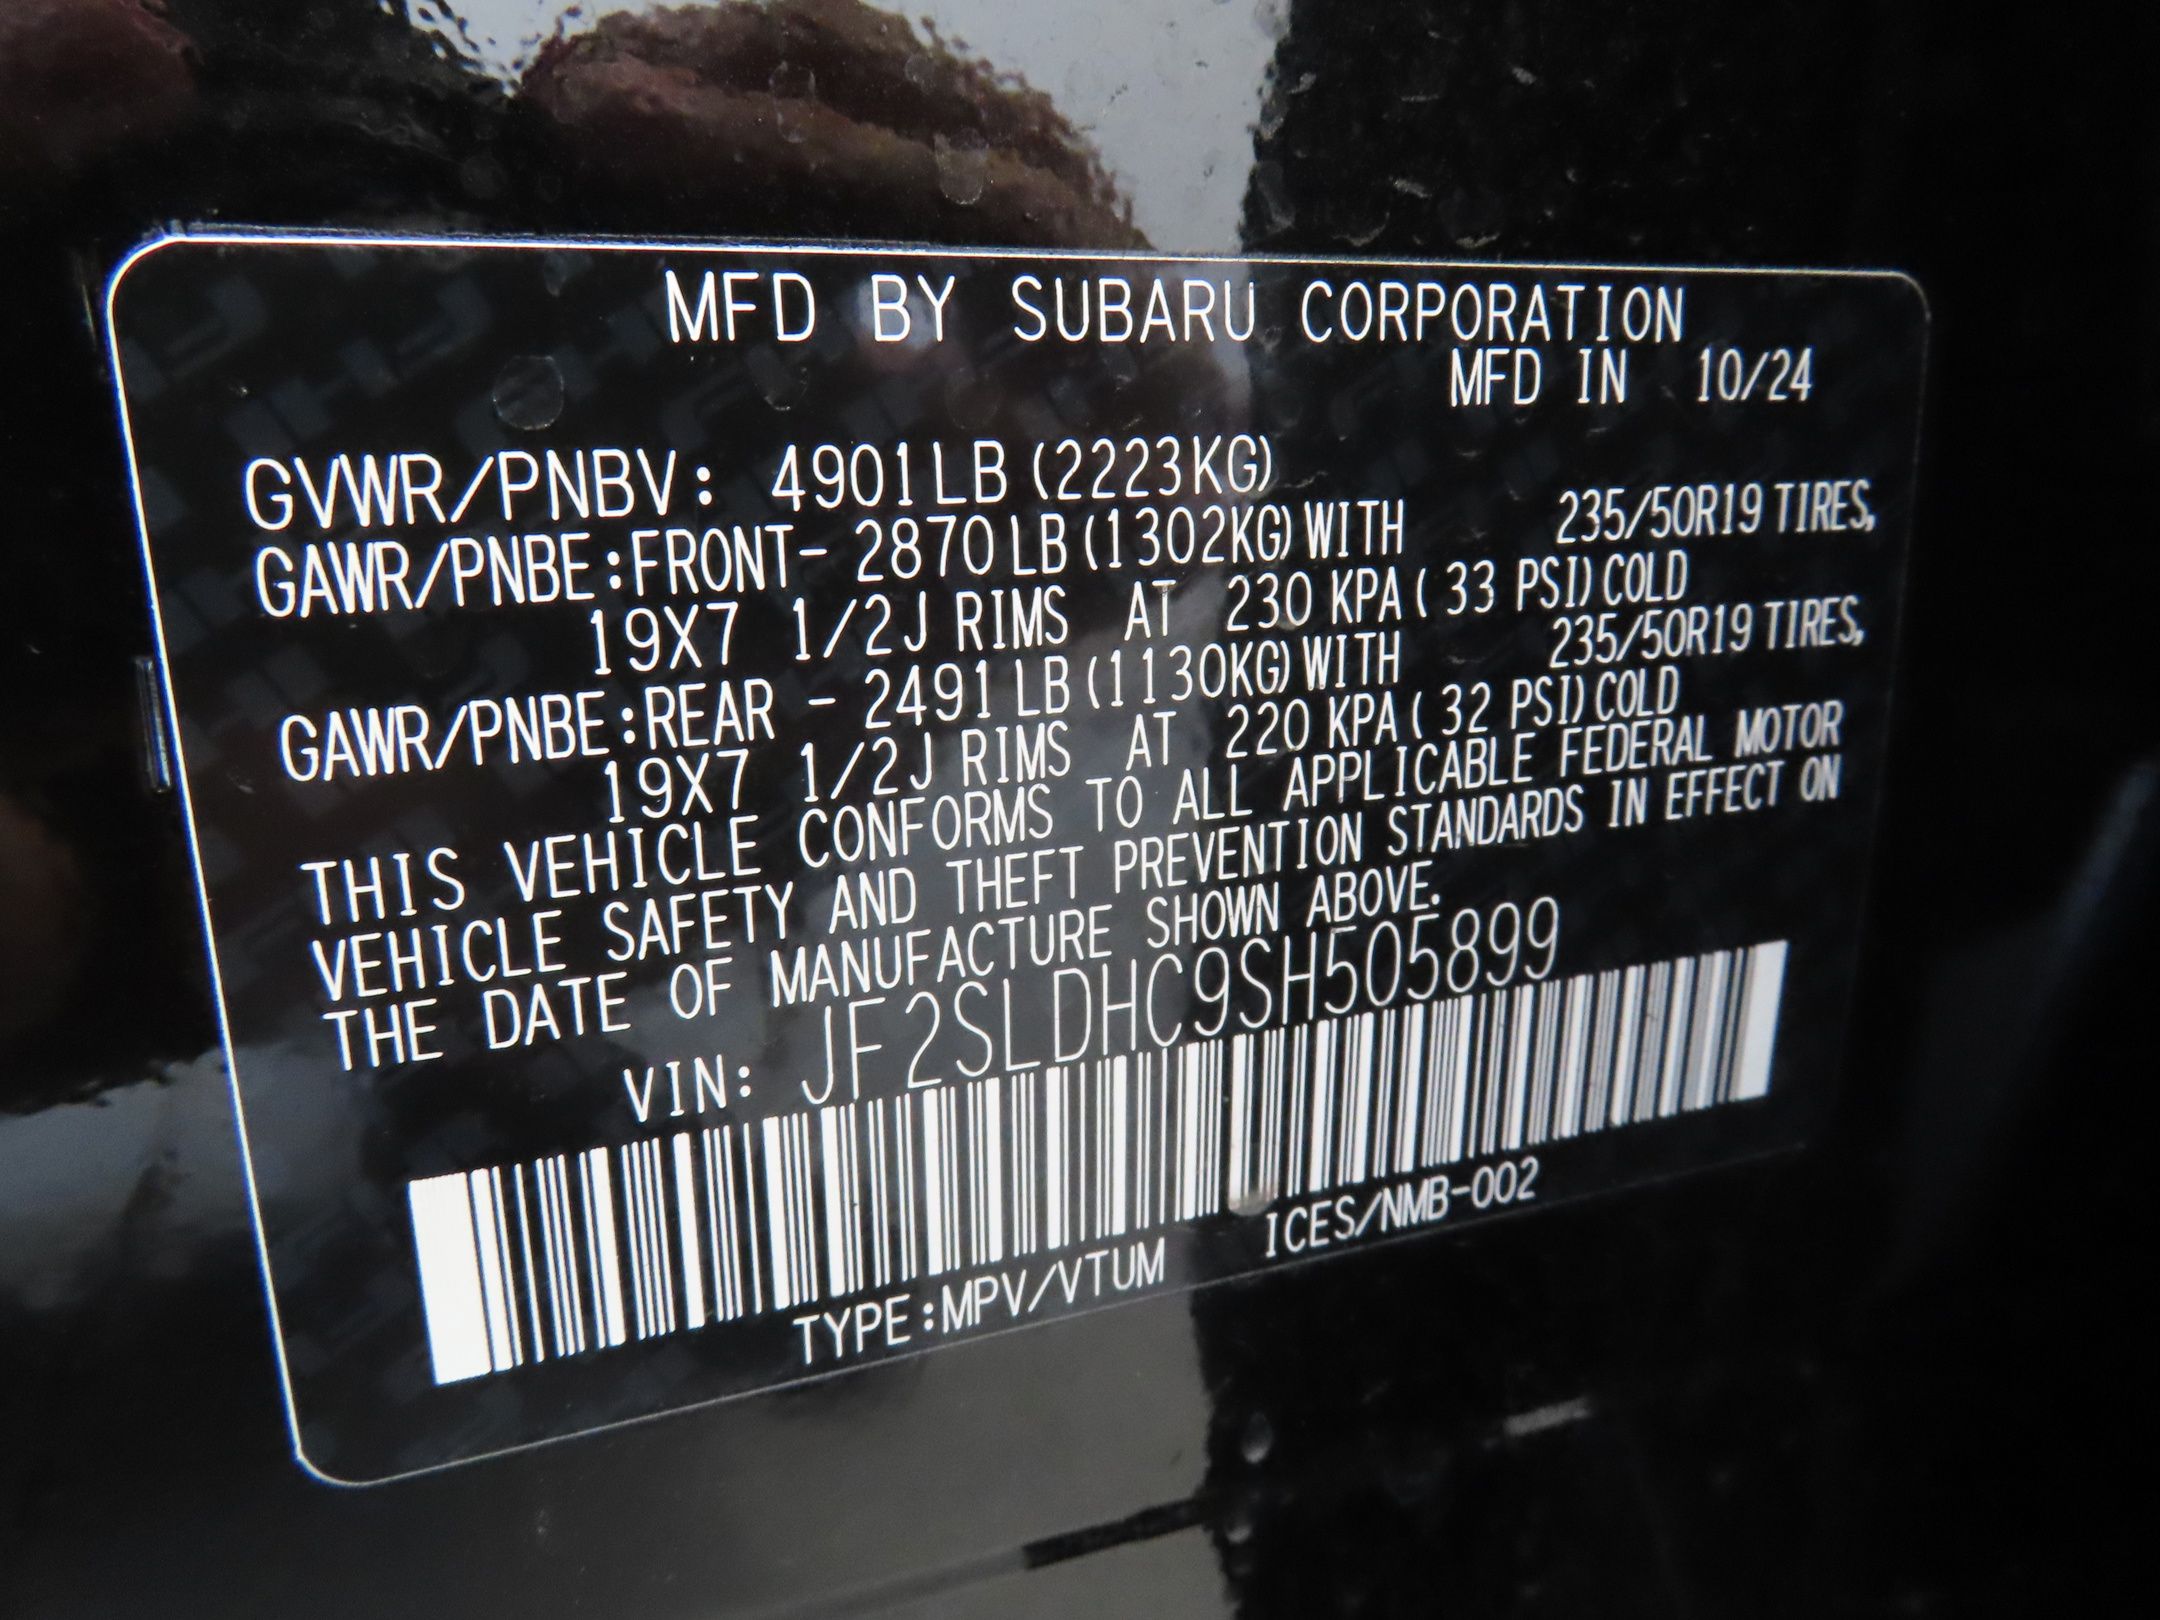 MFD BY SUBARU CORPORATION
MFD IN 10/24
GVWR/PNBV: 4901LB (2223KG)
GAWR/PNBE:FRONT- 2870LB (1302KG) WITH 235/50R19 TIRES,
19X7 1/2J RIMS AT 230 KPA ( 33 PSI) COLD
GAWR/PNBE:REAR - 2491LB (1130KG) WITH 235/50R19 TIRES,
19X7 1/2J RIMS AT 220 KPA ( 32 PSI) COLD
THIS VEHICLE CONFORMS TO ALL APPLICABLE FEDERAL MOTOR
VEHICLE SAFETY AND THEFT PREVENTION STANDARDS IN EFFECT ON
THE DATE OF MANUFACTURE SHOWN ABOVE.
VIN: JF2SLDHC9SH505899
TYPE:MPV/VTUM ICES/NMB-002